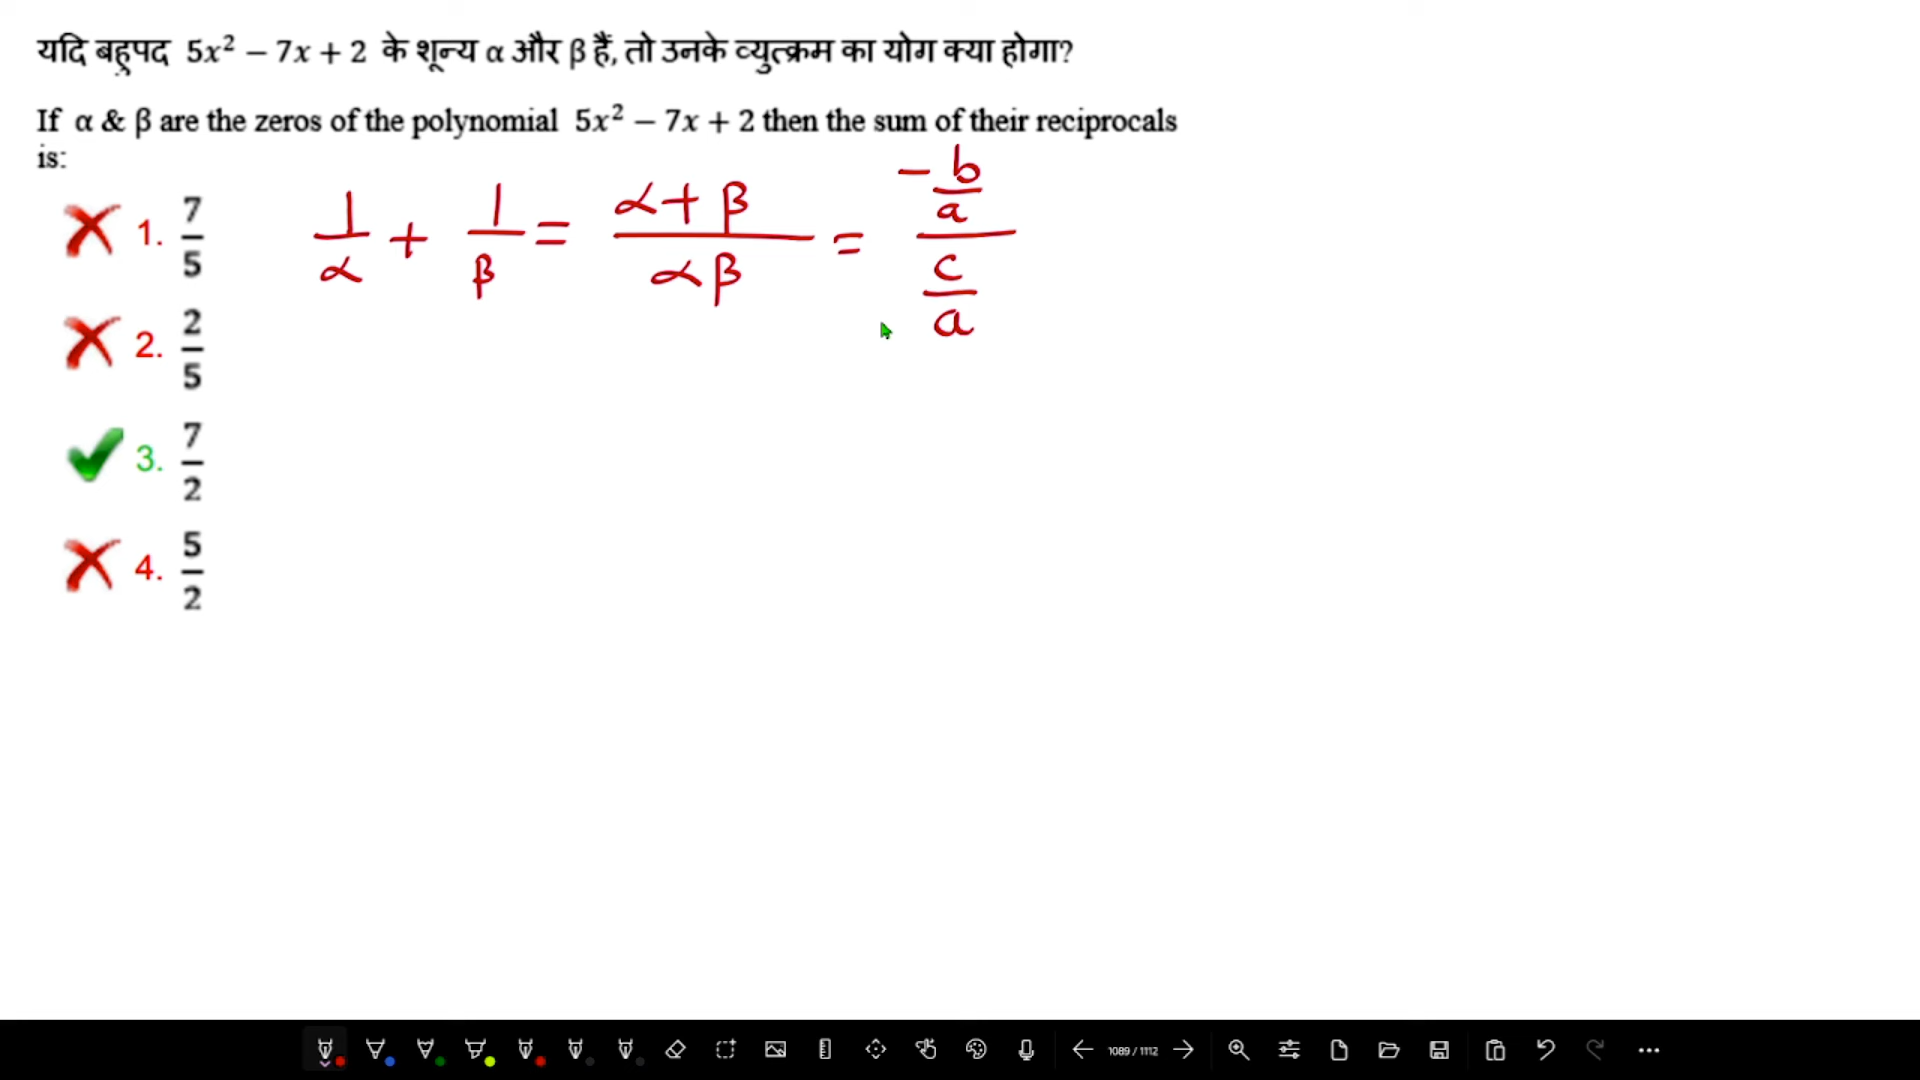 यदि बहुपद 5x² − 7x + 2 के शून्य α और β हैं, तो उनके व्युत्क्रम का योग क्या होगा?
If α & β are the zeros of the polynomial 5x² − 7x + 2 then the sum of their reciprocals
is:
1. 7/5
1/α + 1/β = (α + β)/(αβ) = (−b/a)/(c/a)
2. 2/5
3. 7/2
4. 5/2
1089 / 1112